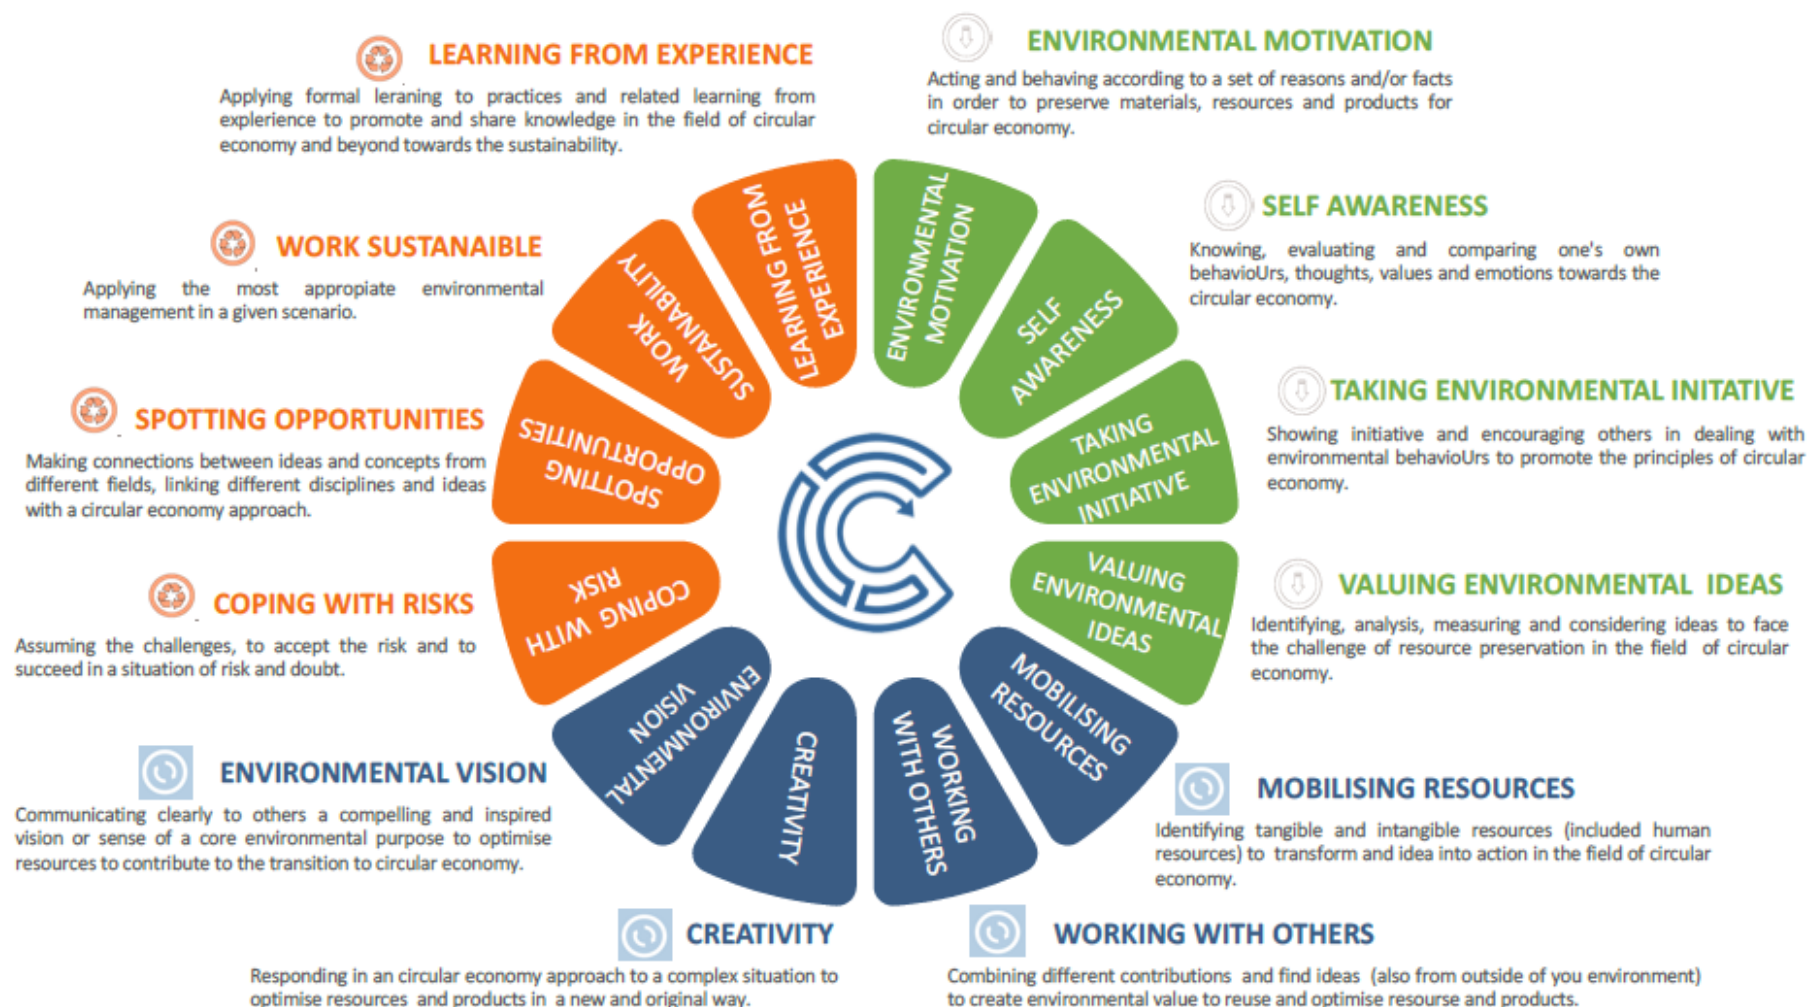 LEARNING FROM EXPERIENCE
Applying formal leraning to practices and related learning from
explerience to promote and share knowledge in the field of circular
economy and beyond towards the sustainability.
ENVIRONMENTAL MOTIVATION
Acting and behaving according to a set of reasons and/or facts
in order to preserve materials, resources and products for
circular economy.
WORK SUSTANAIBLE
Applying the most appropiate environmental
management in a given scenario.
SELF AWARENESS
Knowing, evaluating and comparing one's own
behavioUrs, thoughts, values and emotions towards the
circular economy.
SPOTTING OPPORTUNITIES
Making connections between ideas and concepts from
different fields, linking different disciplines and ideas
with a circular economy approach.
TAKING ENVIRONMENTAL INITATIVE
Showing initiative and encouraging others in dealing with
environmental behavioUrs to promote the principles of circular
economy.
COPING WITH RISKS
Assuming the challenges, to accept the risk and to
succeed in a situation of risk and doubt.
VALUING ENVIRONMENTAL IDEAS
Identifying, analysis, measuring and considering ideas to face
the challenge of resource preservation in the field of circular
economy.
ENVIRONMENTAL VISION
Communicating clearly to others a compelling and inspired
vision or sense of a core environmental purpose to optimise
resources to contribute to the transition to circular economy.
MOBILISING RESOURCES
Identifying tangible and intangible resources (included human
resources) to transform and idea into action in the field of circular
economy.
CREATIVITY
Responding in an circular economy approach to a complex situation to
optimise resources and products in a new and original way.
WORKING WITH OTHERS
Combining different contributions and find ideas (also from outside of you environment)
to create environmental value to reuse and optimise resourse and products.
LEARNING FROM
EXPERIENCE
ENVIRONMENTAL
MOTIVATION
SELF
AWARENESS
TAKING
ENVIRONMENTAL
INITIATIVE
VALUING
ENVIRONMENTAL
IDEAS
MOBILISING
RESOURCES
WORKING
WITH OTHERS
CREATIVITY
ENVIRONMENTAL
VISION
COPING WITH
RISK
SPOTTING
OPPORTUNITIES
WORK
SUSTAINABILITY